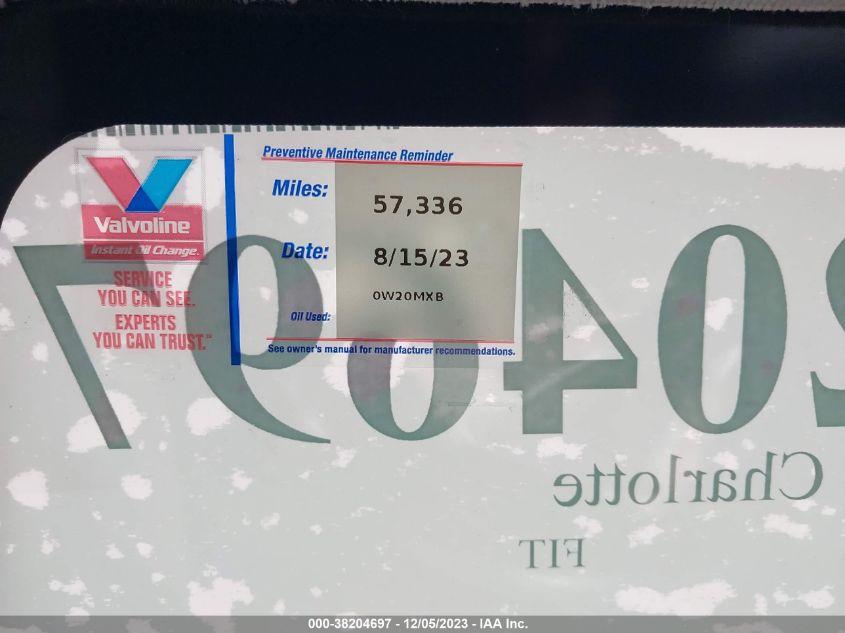 Preventive Maintenance Reminder
Miles: 57,336
Date: 8/15/23
0W20MXB
Oil Used:
See owner's manual for manufacturer recommendations.
Valvoline
Instant Oil Change.
SERVICE
YOU CAN SEE.
EXPERTS
YOU CAN TRUST.™
204697
Charlotte
FIT
000-38204697 - 12/05/2023 - IAA Inc.